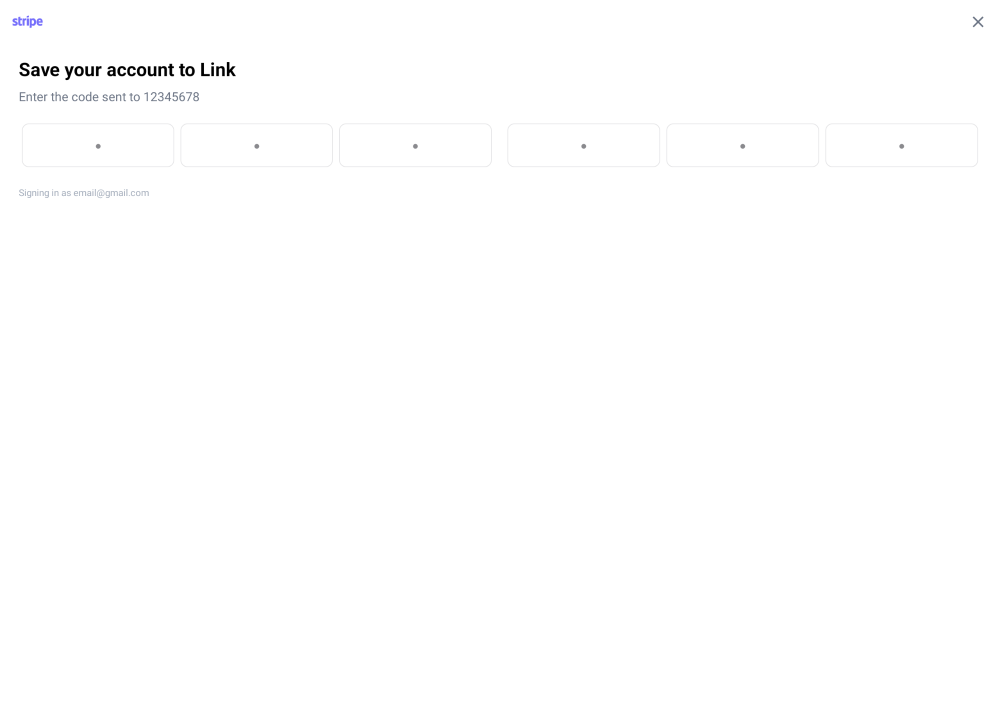 stripe
Save your account to Link
Enter the code sent to 12345678
Signing in as email@gmail.com